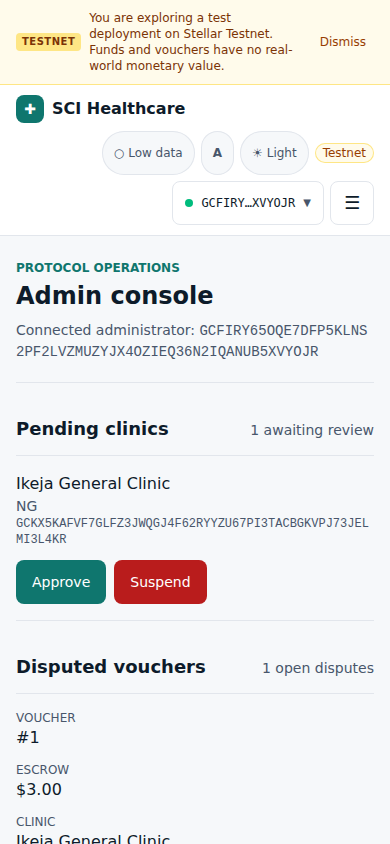 TESTNET
You are exploring a test
deployment on Stellar Testnet.
Funds and vouchers have no real-
world monetary value.
Dismiss
SCI Healthcare
Low data
A
Light
Testnet
GCFIRY…XVYOJR ▼
☰
PROTOCOL OPERATIONS
Admin console
Connected administrator: GCFIRY65OQE7DFP5KLNS
2PF2LVZMUZYJX4OZIEQ36N2IQANUB5XVYOJR
Pending clinics
1 awaiting review
Ikeja General Clinic
NG
GCKX5KAFVF7GLFZ3JWQGJ4F62RYYZU67PI3TACBGKVPJ73JEL
MI3L4KR
Approve
Suspend
Disputed vouchers
1 open disputes
VOUCHER
#1
ESCROW
$3.00
CLINIC
Ikeja General Clinic